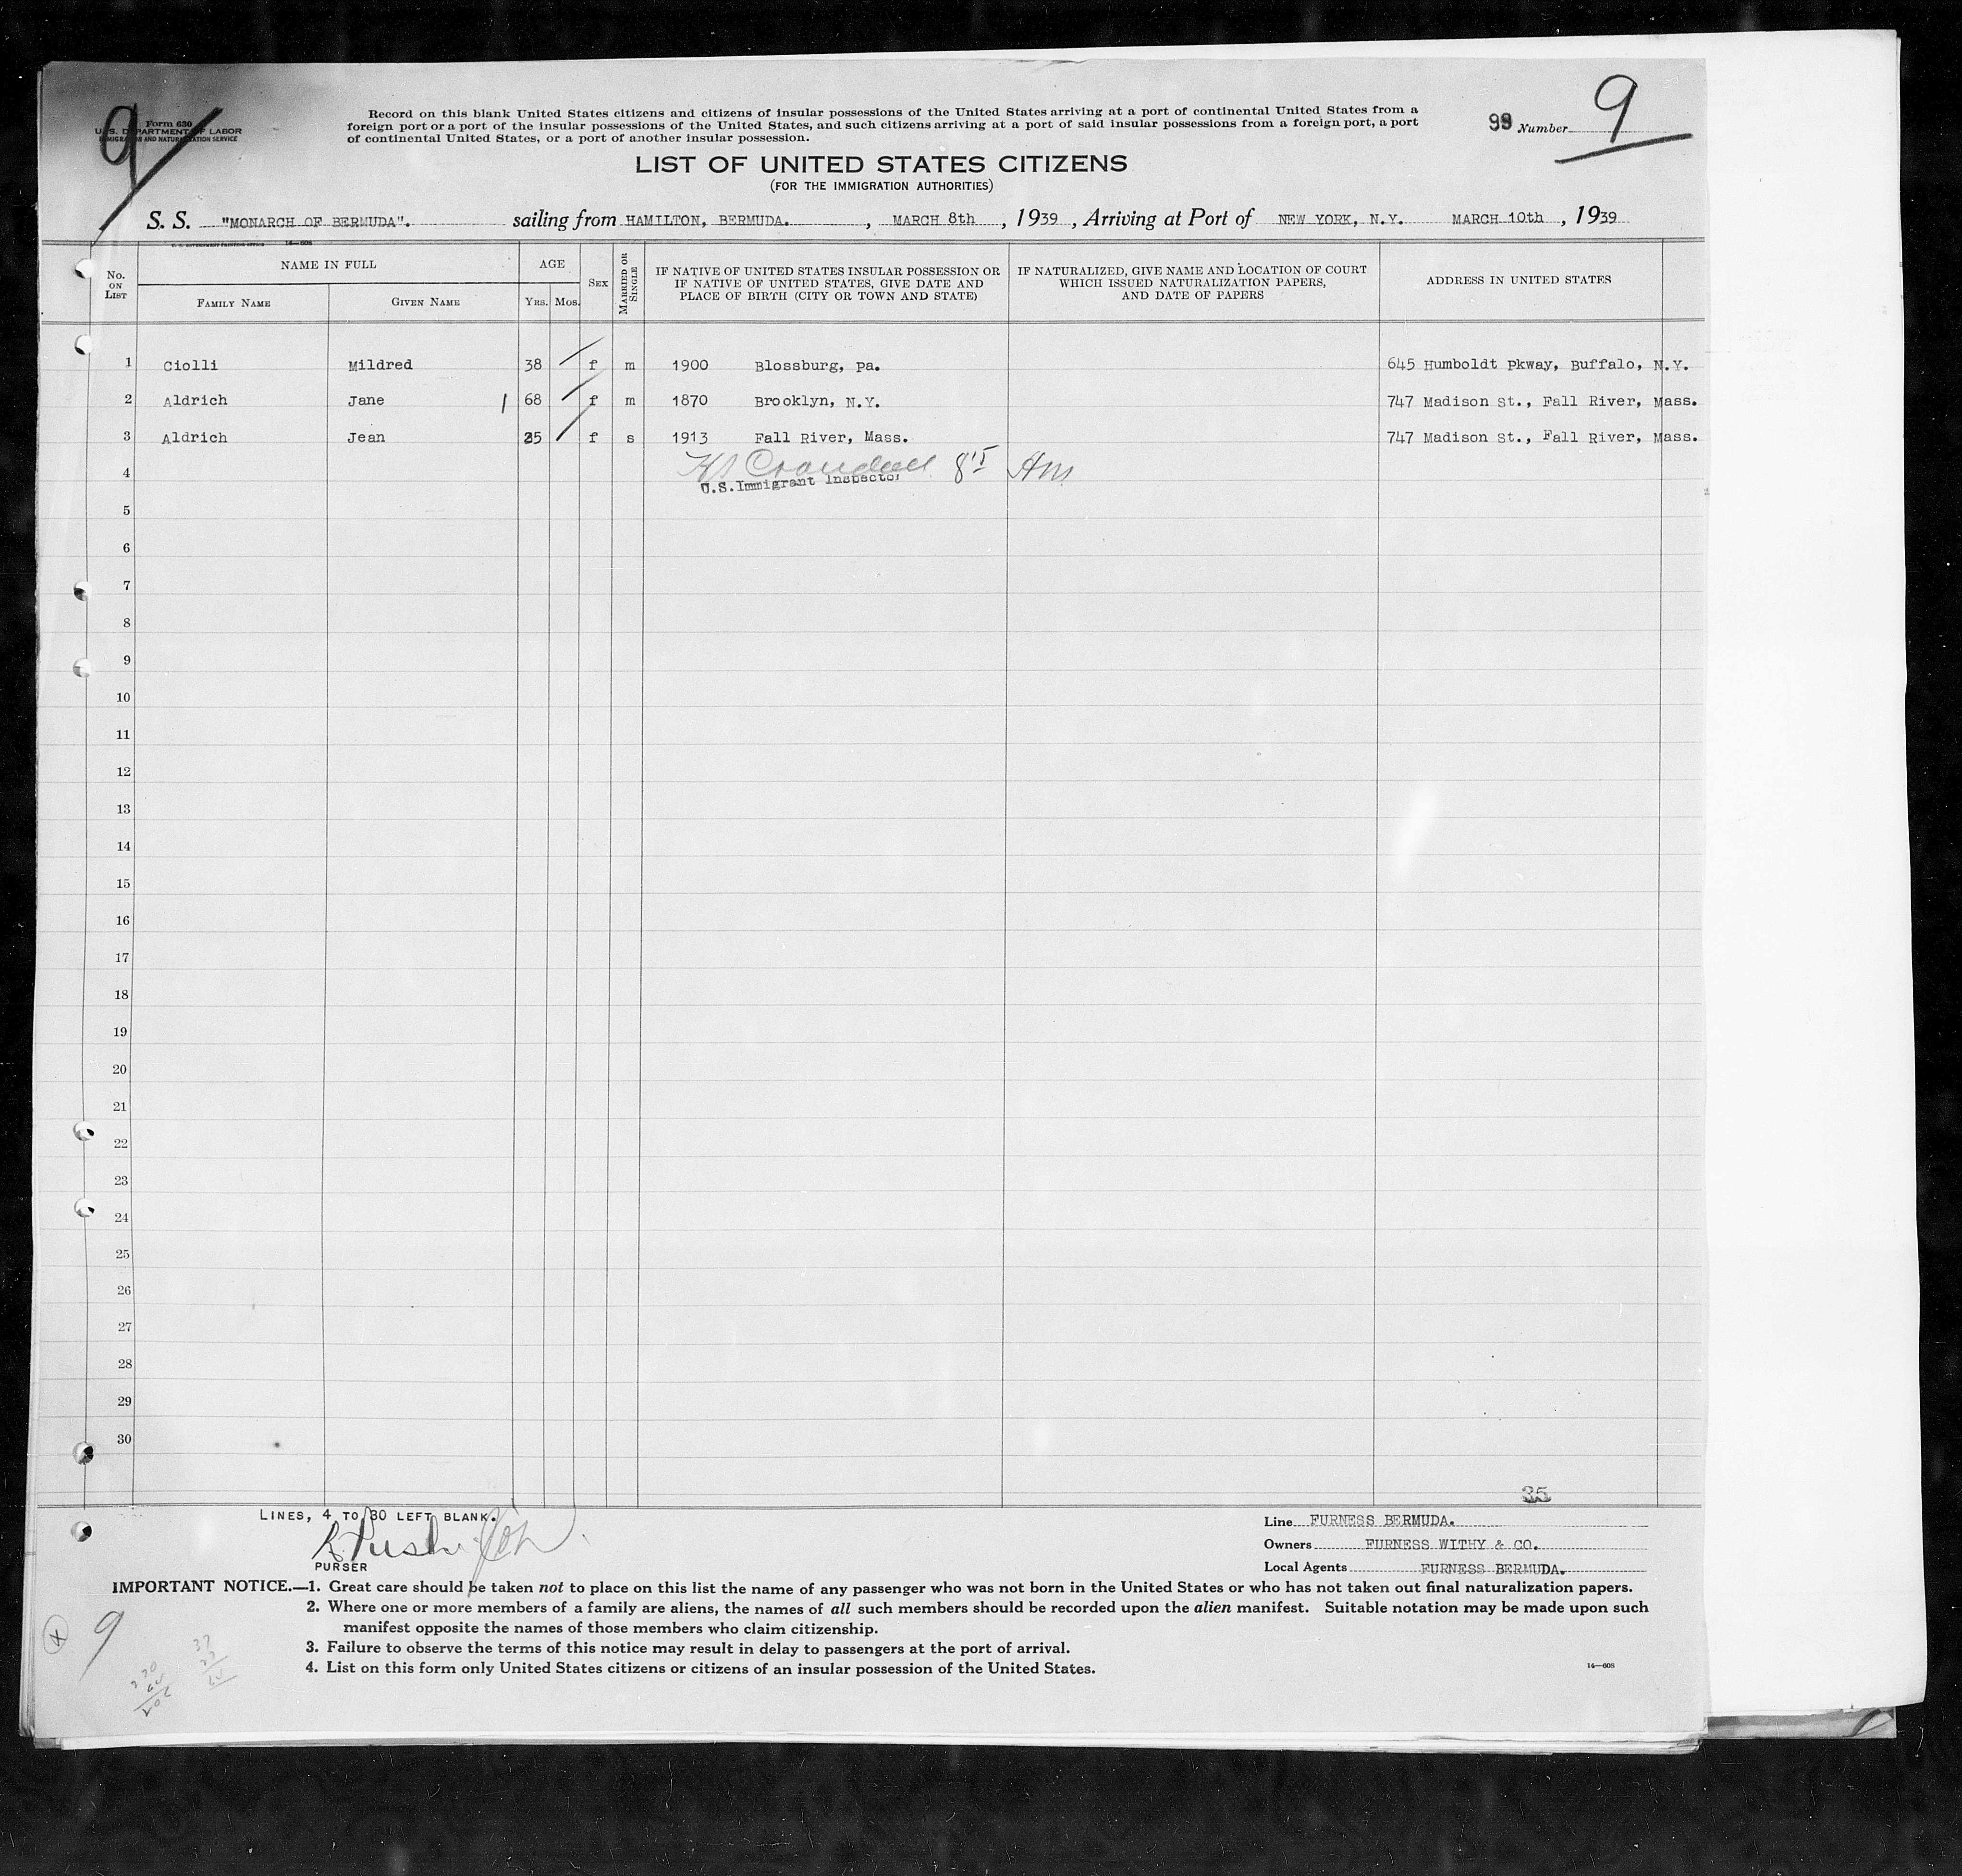 9
Form 630
U.S. DEPARTMENT OF LABOR
IMMIGRATION AND NATURALIZATION SERVICE
Record on this blank United States citizens and citizens of insular possessions of the United States arriving at a port of continental United States from a
foreign port or a port of the insular possessions of the United States, and such citizens arriving at a port of said insular possessions from a foreign port, a port
of continental United States, or a port of another insular possession.
99 Number 9
LIST OF UNITED STATES CITIZENS
(FOR THE IMMIGRATION AUTHORITIES)
S. S. "MONARCH OF BERMUDA". sailing from HAMILTON, BERMUDA. , MARCH 8th , 1939 , Arriving at Port of NEW YORK, N.Y. MARCH 10th , 1939
U. S. GOVERNMENT PRINTING OFFICE 14—608
No. ON LIST
NAME IN FULL
FAMILY NAME
GIVEN NAME
AGE
YRS. MOS.
SEX
MARRIED OR SINGLE
IF NATIVE OF UNITED STATES INSULAR POSSESSION OR
IF NATIVE OF UNITED STATES, GIVE DATE AND
PLACE OF BIRTH (CITY OR TOWN AND STATE)
IF NATURALIZED, GIVE NAME AND LOCATION OF COURT
WHICH ISSUED NATURALIZATION PAPERS,
AND DATE OF PAPERS
ADDRESS IN UNITED STATES
1 Ciolli Mildred 38 f m 1900 Blossburg, Pa. 645 Humboldt Pkway, Buffalo, N.Y.
2 Aldrich Jane 1 68 f m 1870 Brooklyn, N.Y. 747 Madison St., Fall River, Mass.
3 Aldrich Jean 25 f s 1913 Fall River, Mass. 747 Madison St., Fall River, Mass.
4 Crandall
U.S. Immigrant Inspector
5
6
7
8
9
10
11
12
13
14
15
16
17
18
19
20
21
22
23
24
25
26
27
28
29
30
35
LINES, 4 TO 30 LEFT BLANK.
PURSER
Line FURNESS BERMUDA.
Owners FURNESS WITHY & CO.
Local Agents FURNESS BERMUDA.
IMPORTANT NOTICE.—1. Great care should be taken not to place on this list the name of any passenger who was not born in the United States or who has not taken out final naturalization papers.
2. Where one or more members of a family are aliens, the names of all such members should be recorded upon the alien manifest. Suitable notation may be made upon such
manifest opposite the names of those members who claim citizenship.
3. Failure to observe the terms of this notice may result in delay to passengers at the port of arrival.
4. List on this form only United States citizens or citizens of an insular possession of the United States.
14—608
x 9